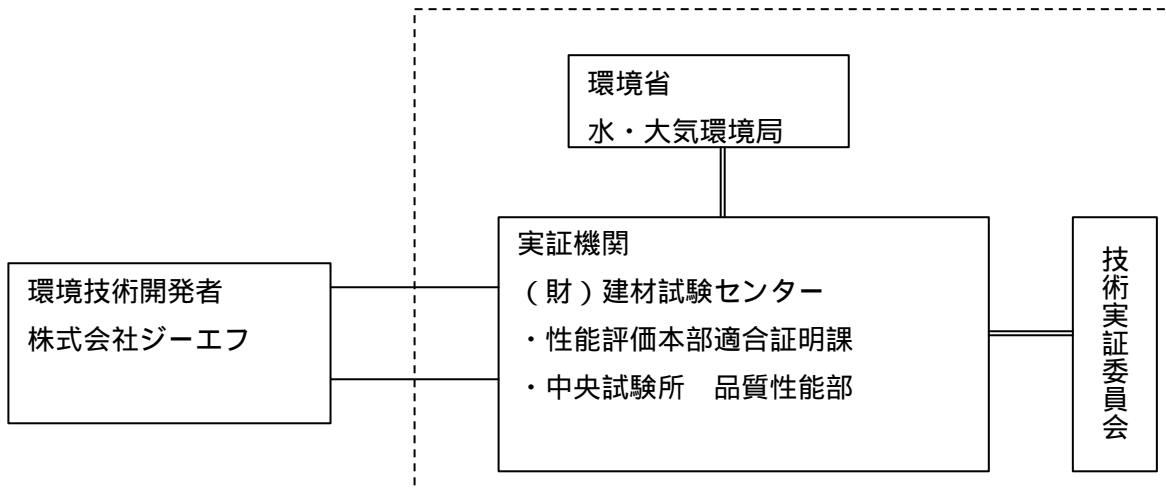 環境省
水・大気環境局
実証機関
（財）建材試験センター
・性能評価本部適合証明課
・中央試験所　品質性能部
環境技術開発者
株式会社ジーエフ
技術実証委員会